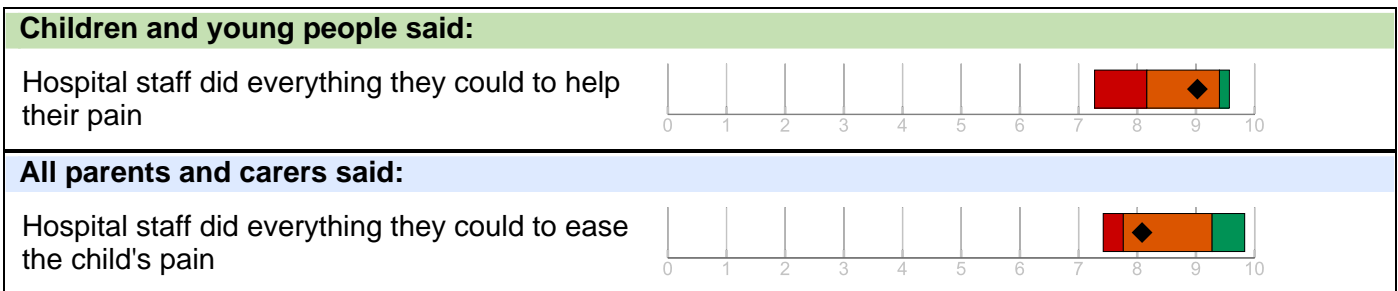 Children and young people said:
Hospital staff did everything they could to help
their pain
0 1 2 3 4 5 6 7 8 9 10
All parents and carers said:
Hospital staff did everything they could to ease
the child's pain
0 1 2 3 4 5 6 7 8 9 10